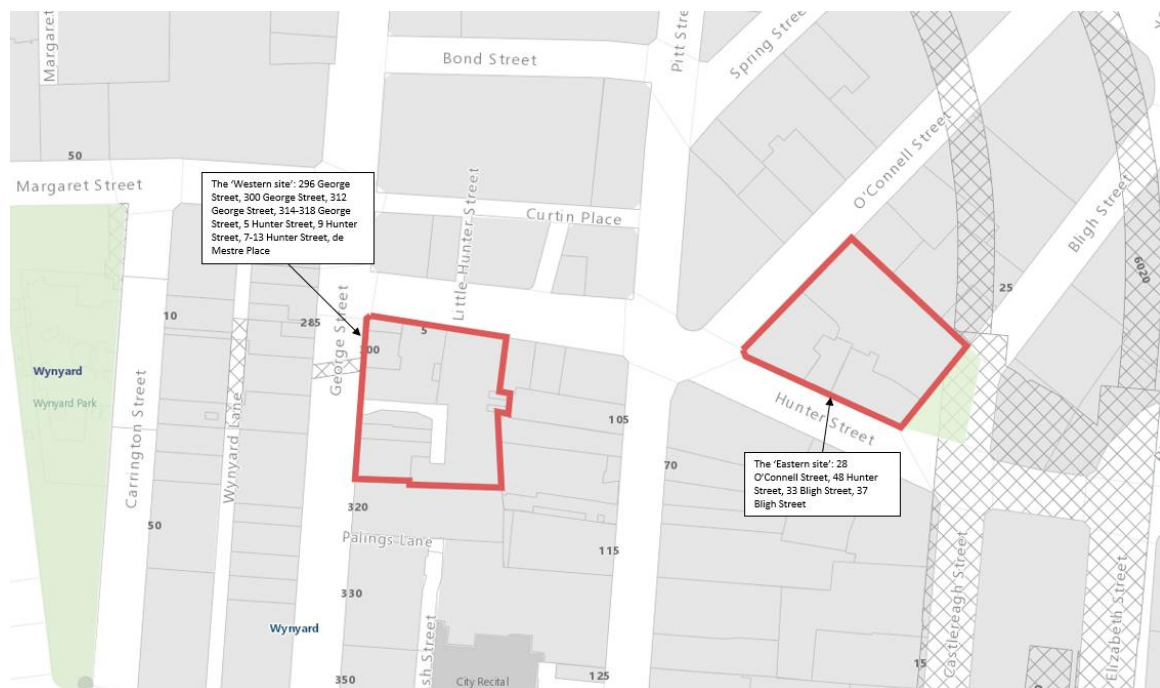 Margaret
Bond Street
Pitt Stre
Spring Street
50
Margaret Street
The 'Western site': 296 George
Street, 300 George Street, 312
George Street, 314-318 George
Street, 5 Hunter Street, 9 Hunter
Street, 7-13 Hunter Street, de
Mestre Place
Little Hunter Street
Curtin Place
O'Connell Street
Bligh Street
6020
25
10
285
George Street
5
00
Wynyard
Wynyard Park
Carrington Street
Wynyard Lane
105
Hunter Street
70
The 'Eastern site': 28
O'Connell Street, 48 Hunter
Street, 33 Bligh Street, 37
Bligh Street
50
320
Palings Lane
115
330
Wynyard
sh Street
Castlereagh Street
Elizabeth Street
15
350
City Recital
125